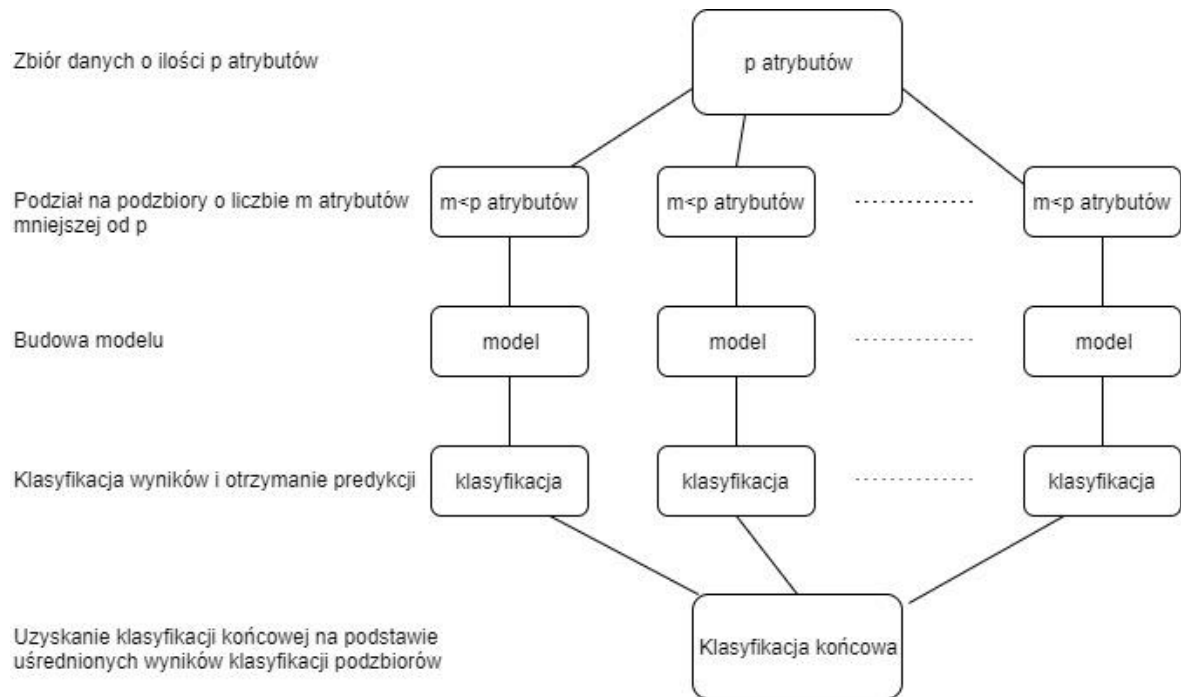 Zbiór danych o ilości p atrybutów
p atrybutów
Podział na podzbiory o liczbie m atrybutów
mniejszej od p
m<p atrybutów
m<p atrybutów
m<p atrybutów
Budowa modelu
model
model
model
Klasyfikacja wyników i otrzymanie predykcji
klasyfikacja
klasyfikacja
klasyfikacja
Uzyskanie klasyfikacji końcowej na podstawie
uśrednionych wyników klasyfikacji podzbiorów
Klasyfikacja końcowa